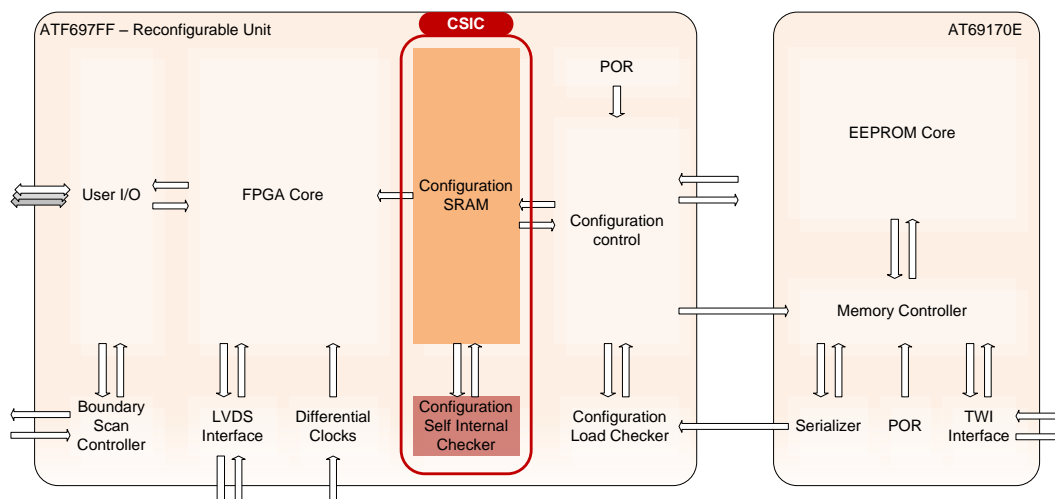 CSIC
ATF697FF – Reconfigurable Unit
AT69170E
POR
EEPROM Core
User I/O
FPGA Core
Configuration
SRAM
Configuration
control
Memory Controller
Boundary
Scan
Controller
LVDS
Interface
Differential
Clocks
Configuration
Self Internal
Checker
Configuration
Load Checker
Serializer
POR
TWI
Interface